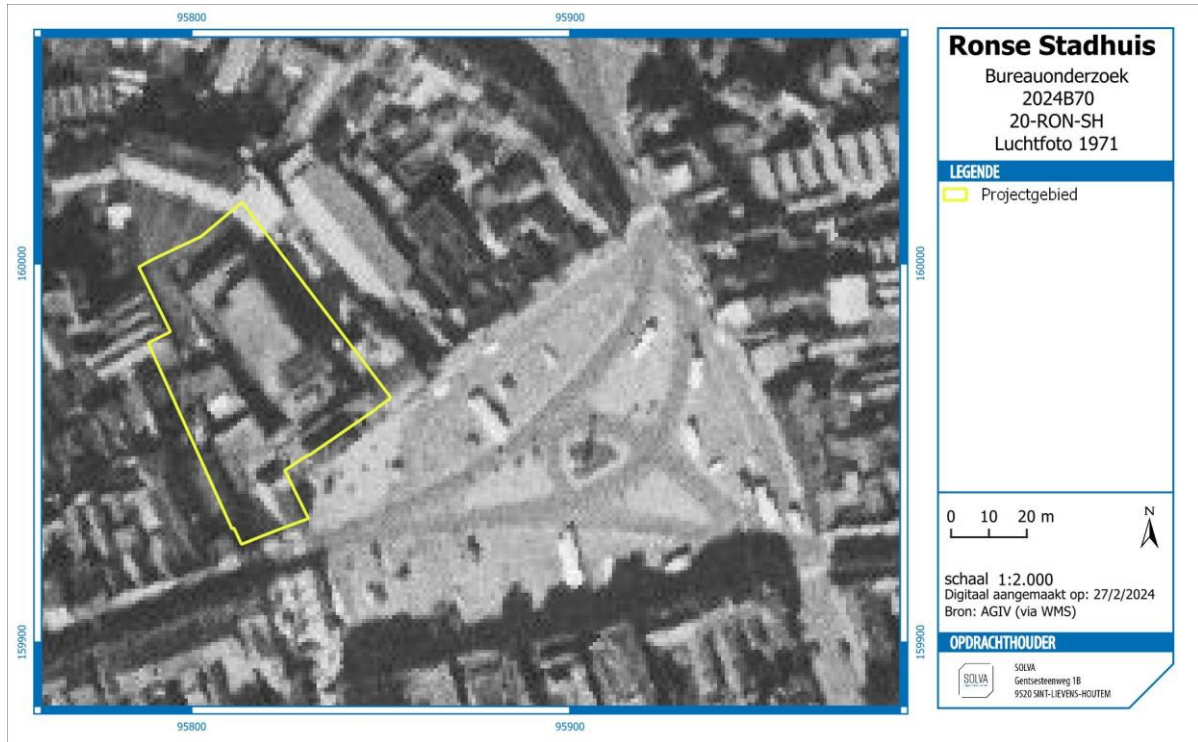 95800
95900
160000
159900
160000
159900
95800
95900
Ronse Stadhuis
Bureauonderzoek
2024B70
20-RON-SH
Luchtfoto 1971
LEGENDE
Projectgebied
0 10 20 m
N
schaal 1:2.000
Digitaal aangemaakt op: 27/2/2024
Bron: AGIV (via WMS)
OPDRACHTHOUDER
SOLVA
SOLVA
Gentsesteenweg 1B
9520 SINT-LIEVENS-HOUTEM